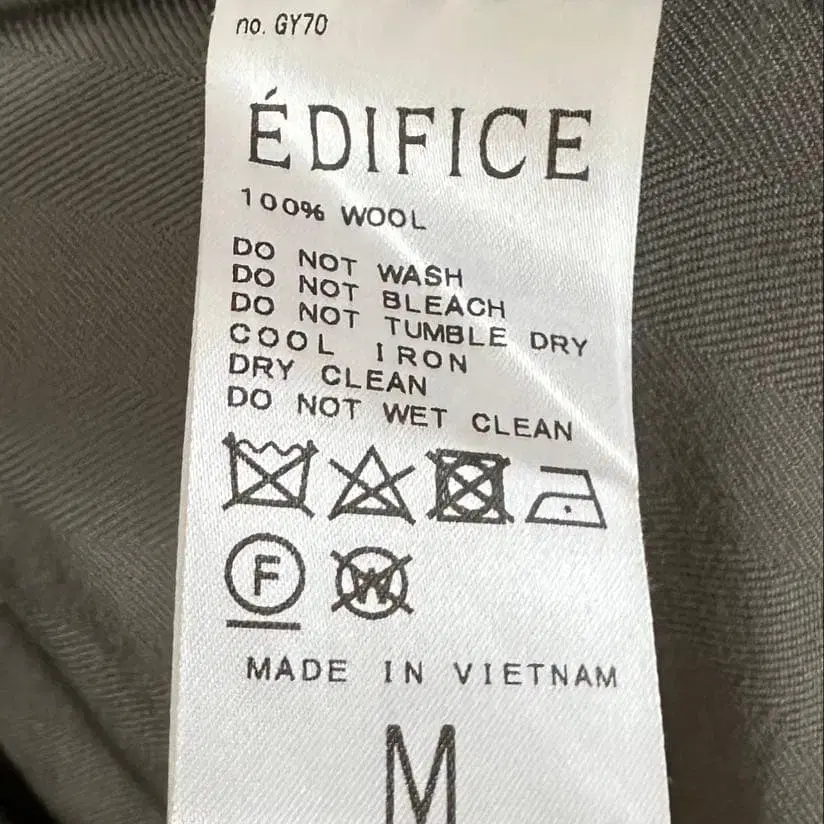 no. GY70
ÉDIFICE
100% WOOL
DO NOT WASH
DO NOT BLEACH
DO NOT TUMBLE DRY
COOL IRON
DRY CLEAN
DO NOT WET CLEAN
F W
MADE IN VIETNAM
M